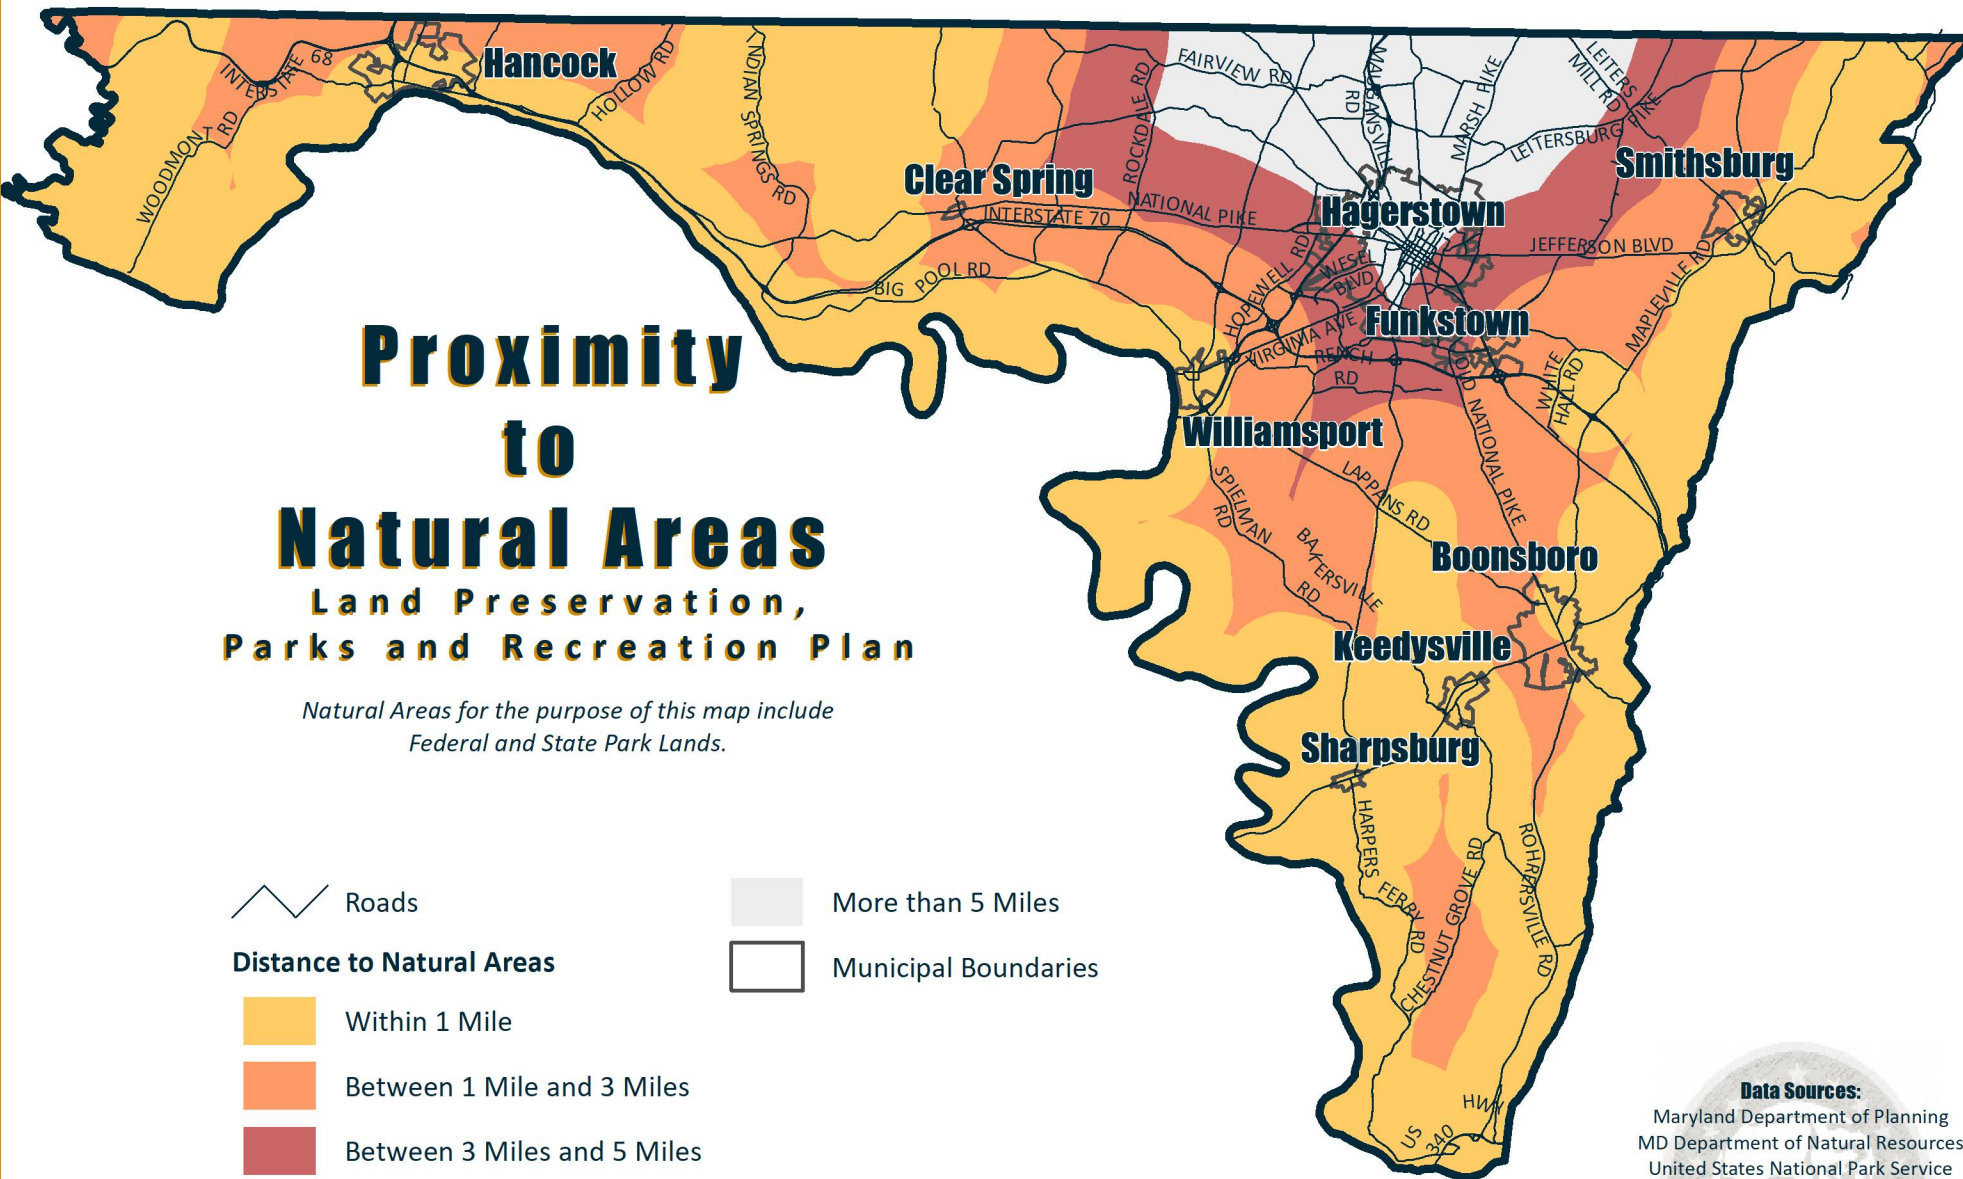 Hancock
INTERSTATE 68
WOODMONT RD
HOLLOW RD
INDIAN SPRINGS
RD
Clear Spring
INTERSTATE 70
BIG POOL RD
ROCKDALE RD
NATIONAL PIKE
FAIRVIEW RD
MAUGANSVILLE
RD
MARSH PIKE
LEITERS
MILL RD
LEITERSBURG PIKE
Smithsburg
Hagerstown
JEFFERSON BLVD
MAPLEVILLE RD
HOPEWELL RD
WESEL
BLVD
Funkstown
VIRGINIA AVE
RENCH
RD
OLD NATIONAL PIKE
WHITE
HALL RD
Williamsport
SPIELMAN
RD
LAPPANS RD
BAKERSVILLE
RD
Boonsboro
Keedysville
Sharpsburg
HARPERS
FERRY
RD
CHESTNUT GROVE RD
ROHRERSVILLE RD
US
340
HWY
Proximity
to
Natural Areas
Land Preservation,
Parks and Recreation Plan
Natural Areas for the purpose of this map include
Federal and State Park Lands.
Roads
Distance to Natural Areas
Within 1 Mile
Between 1 Mile and 3 Miles
Between 3 Miles and 5 Miles
More than 5 Miles
Municipal Boundaries
Data Sources:
Maryland Department of Planning
MD Department of Natural Resources
United States National Park Service